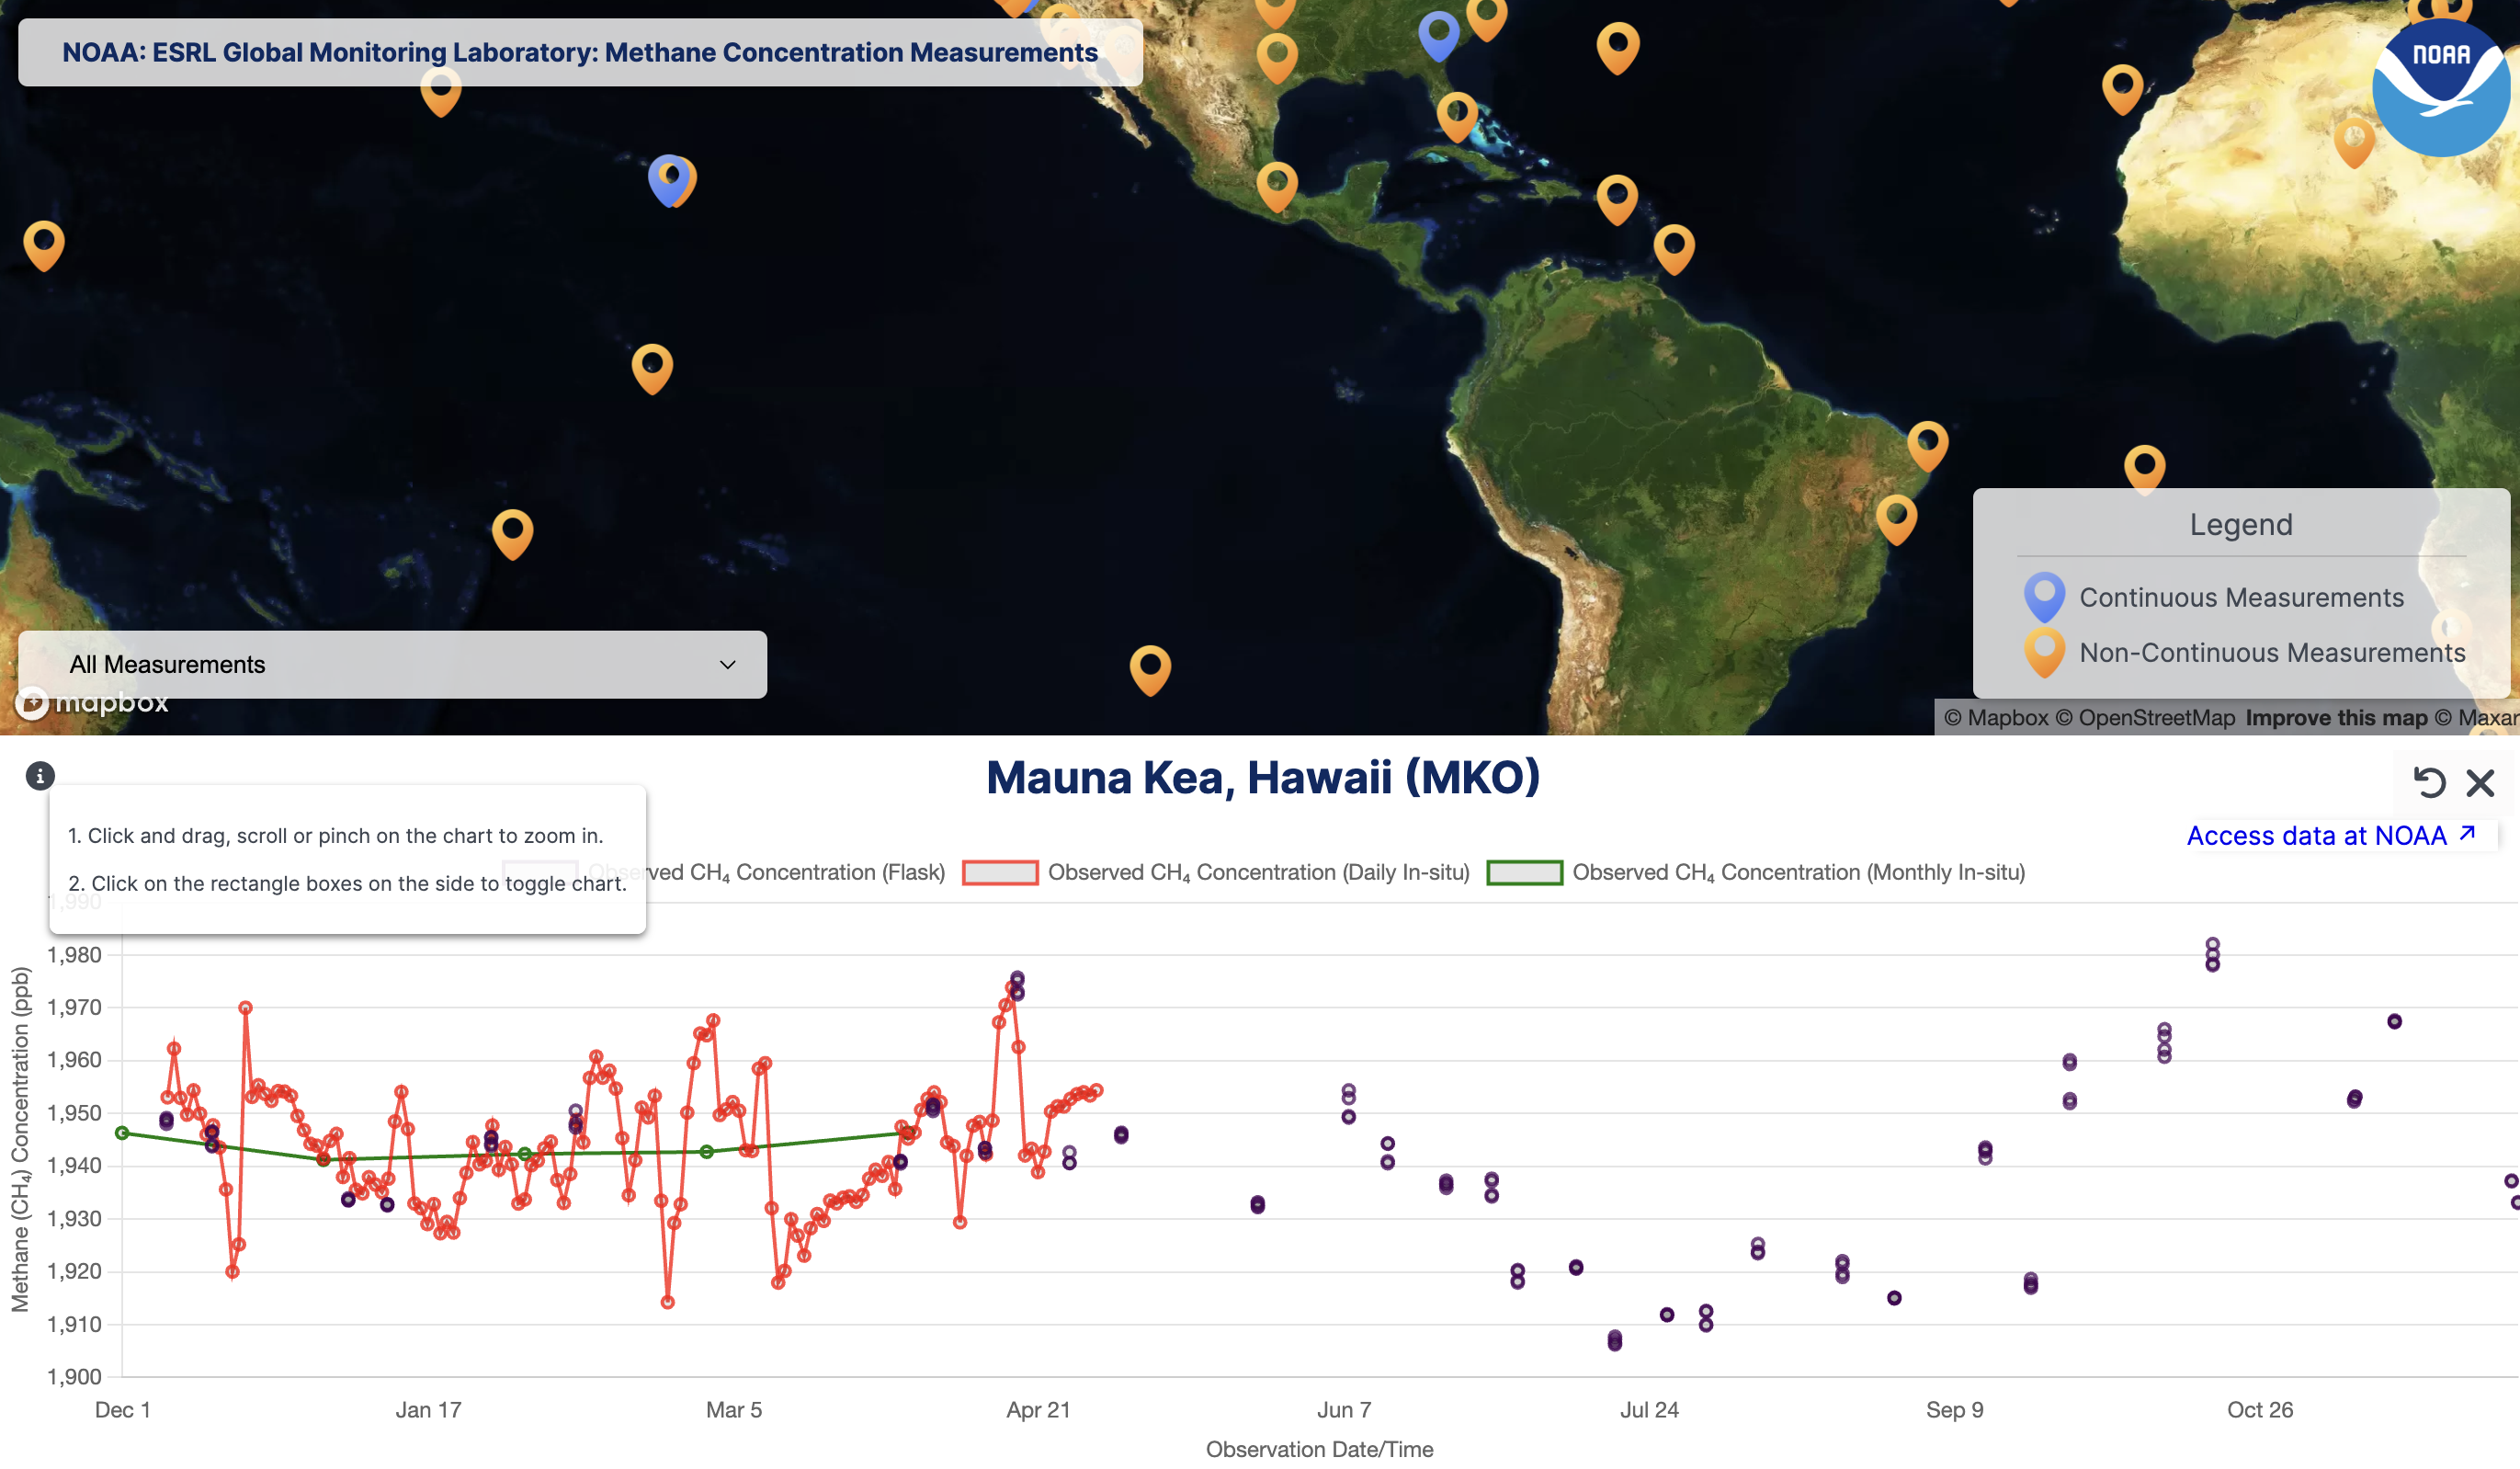 NOAA: ESRL Global Monitoring Laboratory: Methane Concentration Measurements
NOAA
Legend
Continuous Measurements
Non-Continuous Measurements
All Measurements
mapbox
© Mapbox © OpenStreetMap Improve this map © Maxar
Mauna Kea, Hawaii (MKO)
Access data at NOAA
1. Click and drag, scroll or pinch on the chart to zoom in.
2. Click on the rectangle boxes on the side to toggle chart.
Observed CH₄ Concentration (Flask)
Observed CH₄ Concentration (Daily In-situ)
Observed CH₄ Concentration (Monthly In-situ)
Methane (CH₄) Concentration (ppb)
1,990
1,980
1,970
1,960
1,950
1,940
1,930
1,920
1,910
1,900
Dec 1 Jan 17 Mar 5 Apr 21 Jun 7 Jul 24 Sep 9 Oct 26
Observation Date/Time